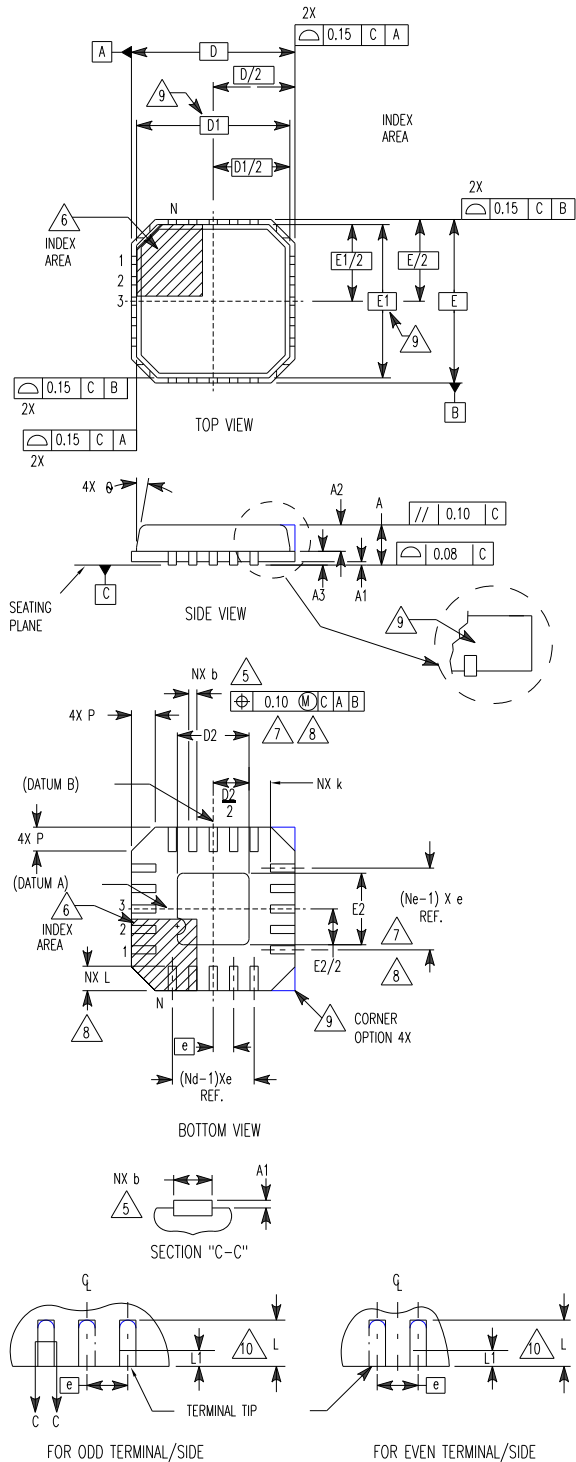 2X
0.15 C A
A
D
D/2
9
D1
INDEX
AREA
D1/2
2X
0.15 C B
N
6
INDEX
AREA
1
2
3
E1/2
E/2
E1
E
9
0.15 C B
2X
B
0.15 C A
2X
TOP VIEW
4X θ
A2
A
// 0.10 C
0.08 C
C
A3
A1
SEATING
PLANE
SIDE VIEW
9
NX b
5
0.10 M C A B
4X P
D2
7
8
(DATUM B)
D2
2
NX k
4X P
(DATUM A)
6
INDEX
AREA
3
2
1
E2
(Ne-1) X e
REF.
7
E2/2
8
NX L
8
N
9
CORNER
OPTION 4X
e
(Nd-1)Xe
REF.
BOTTOM VIEW
NX b
A1
5
SECTION "C-C"
CL
CL
L
10
L1
L
10
L1
e
e
TERMINAL TIP
C C
FOR ODD TERMINAL/SIDE
FOR EVEN TERMINAL/SIDE